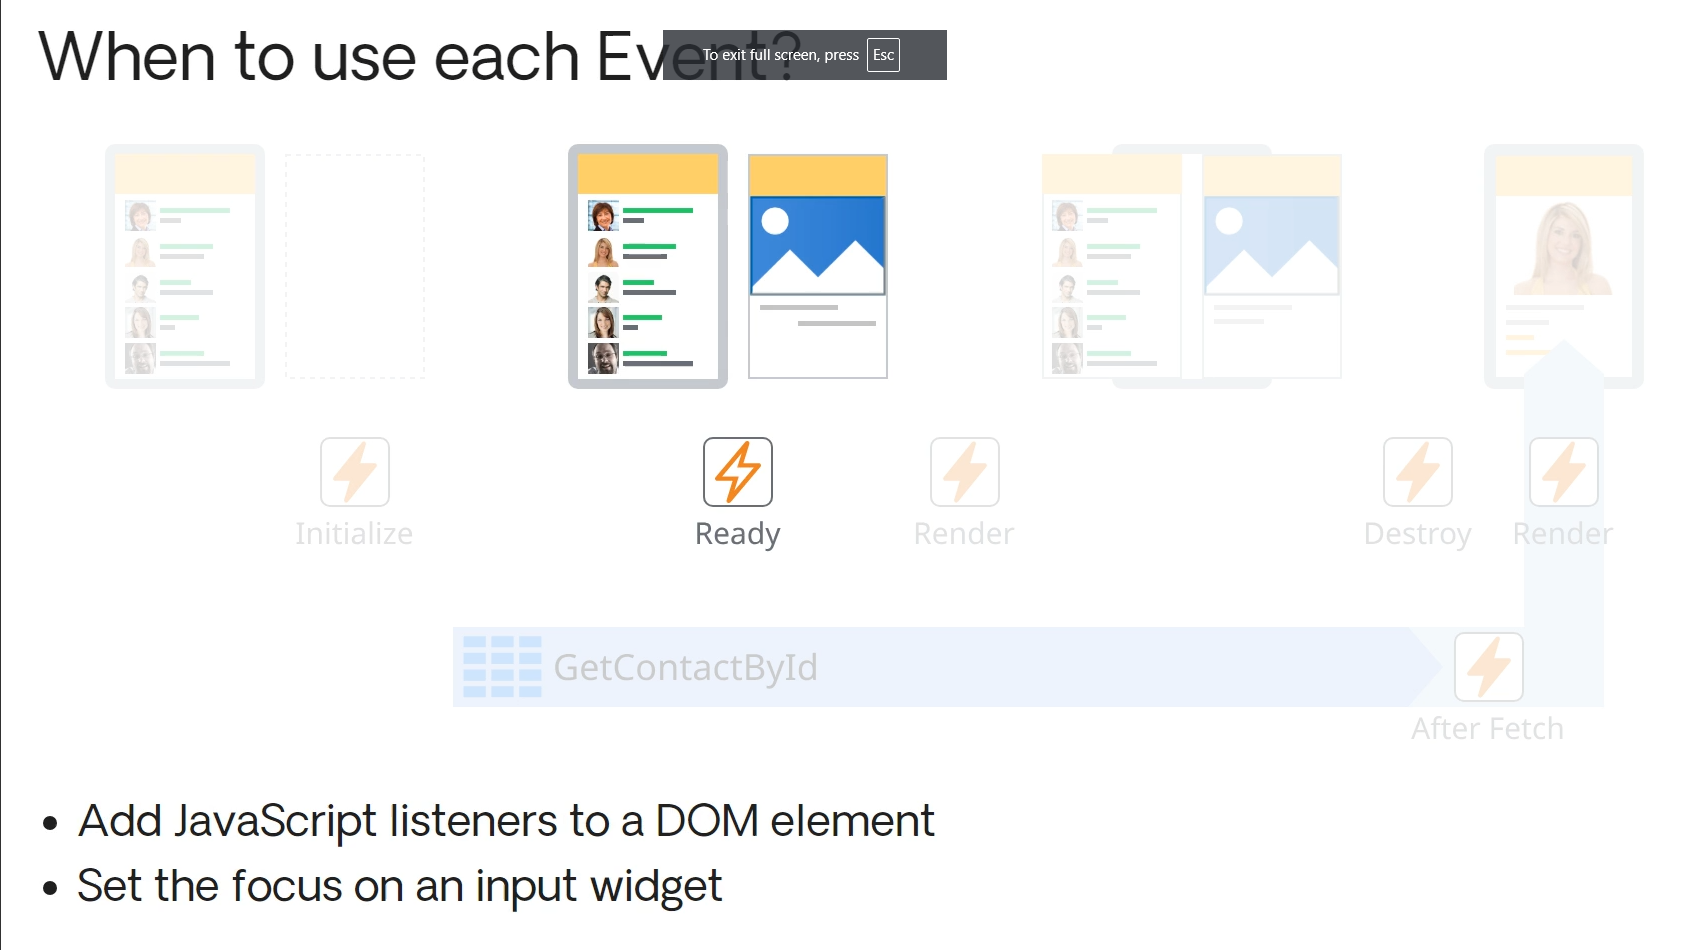 When to use each Event?
To exit full screen, press Esc
Initialize
Ready
Render
Destroy
Render
GetContactById
After Fetch
• Add JavaScript listeners to a DOM element
• Set the focus on an input widget